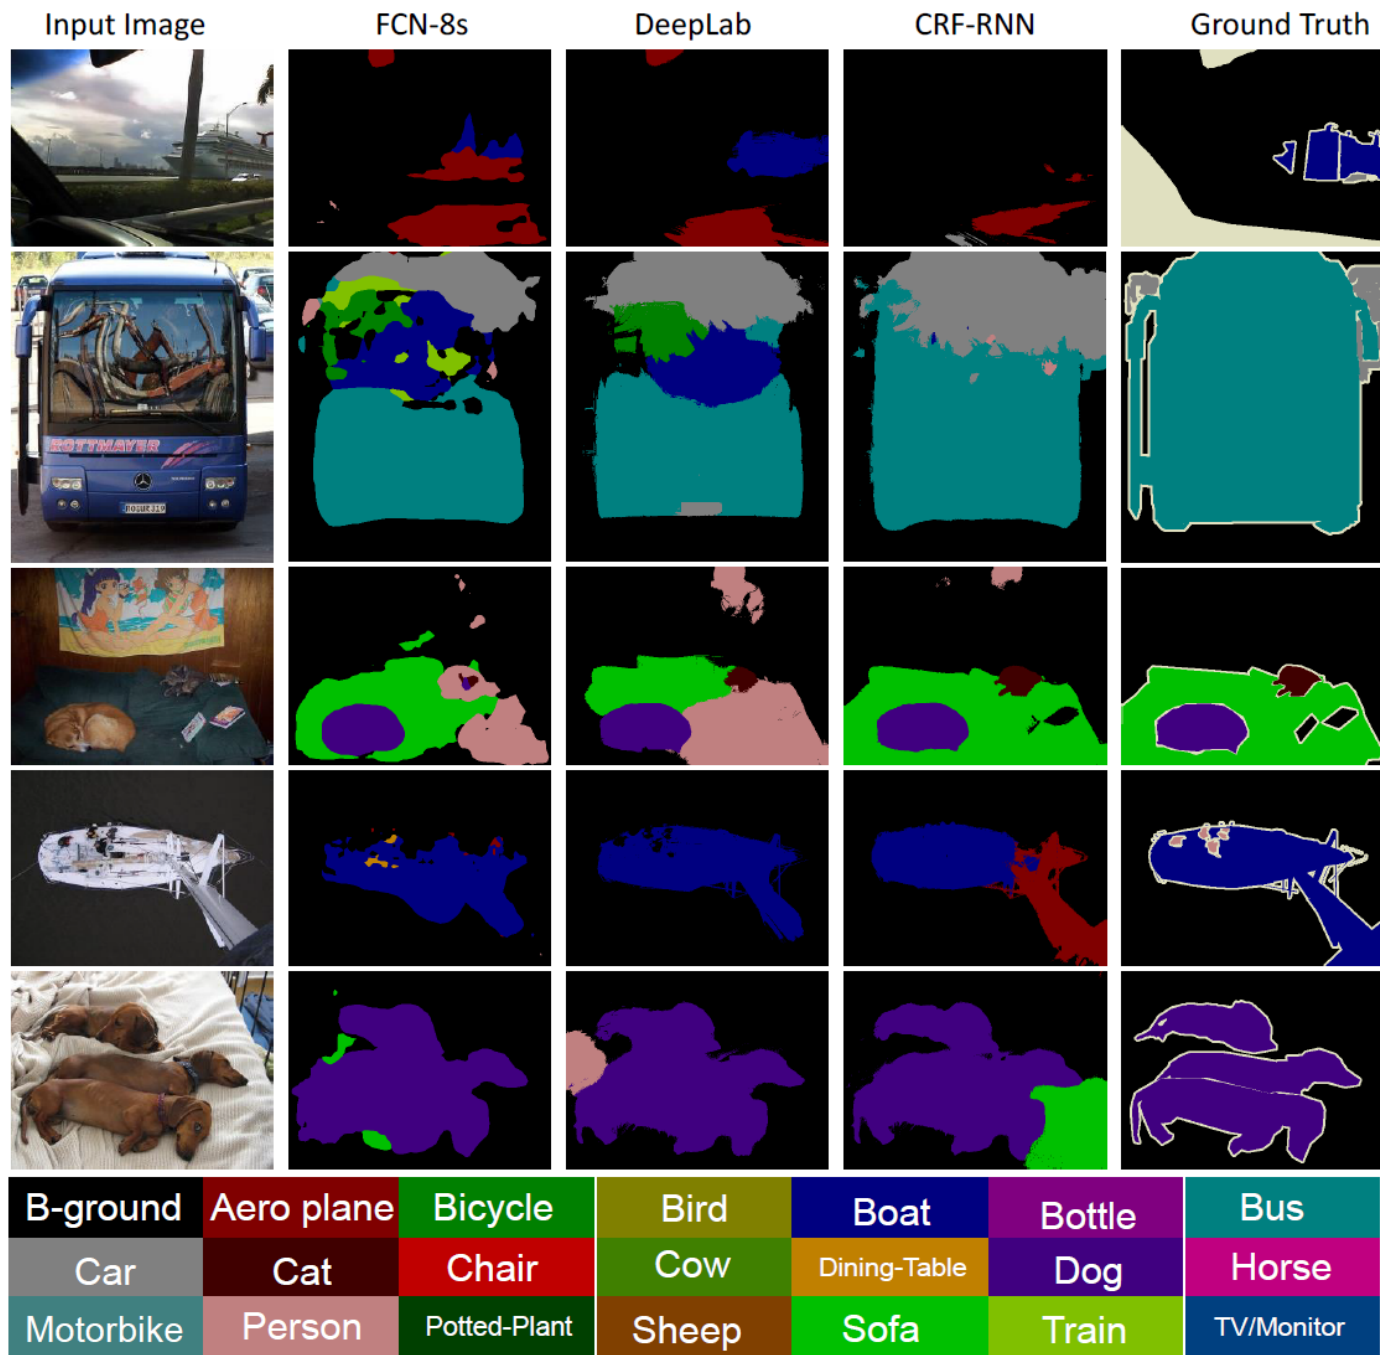 Input Image FCN-8s DeepLab CRF-RNN Ground Truth
ROTTMAYER
B-ground Aero plane Bicycle Bird Boat Bottle Bus
Car Cat Chair Cow Dining-Table Dog Horse
Motorbike Person Potted-Plant Sheep Sofa Train TV/Monitor